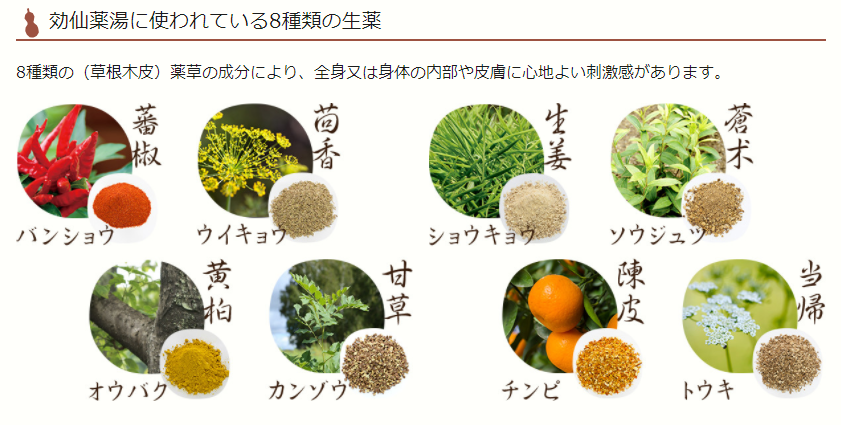 効仙薬湯に使われている8種類の生薬
8種類の（草根木皮）薬草の成分により、全身又は身体の内部や皮膚に心地よい刺激感があります。
蕃椒
バンショウ
茴香
ウイキョウ
生姜
ショウキョウ
蒼朮
ソウジュツ
黄柏
オウバク
甘草
カンゾウ
陳皮
チンピ
当帰
トウキ